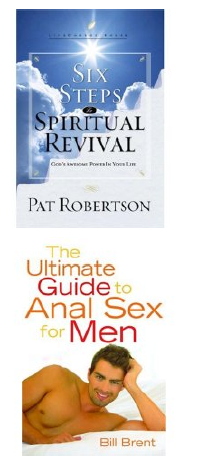 SIX
STEPS
to
SPIRITUAL
REVIVAL
GOD'S AWESOME POWER IN YOUR LIFE
PAT ROBERTSON
The
Ultimate
Guide to
Anal Sex
for Men
Bill Brent